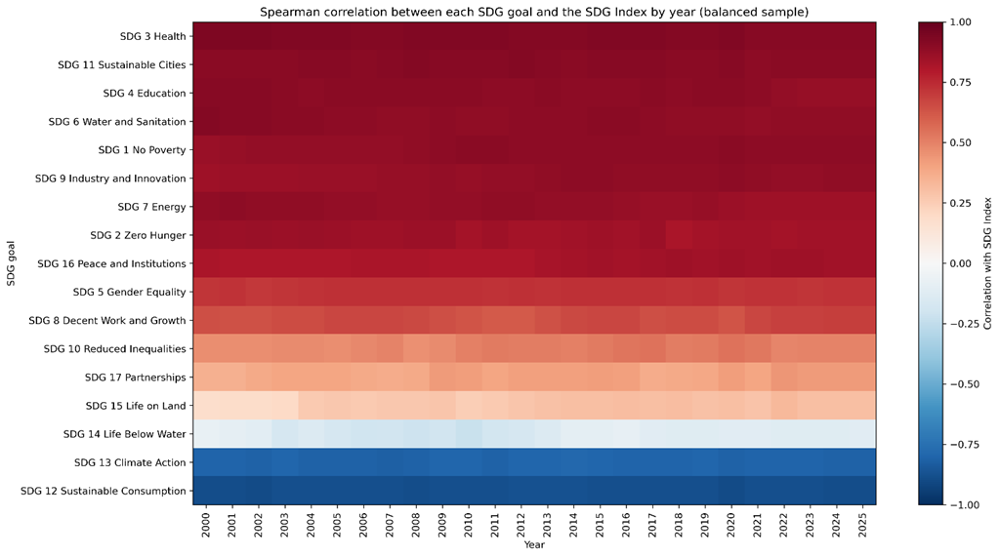 Spearman correlation between each SDG goal and the SDG Index by year (balanced sample)
SDG goal
SDG 3 Health
SDG 11 Sustainable Cities
SDG 4 Education
SDG 6 Water and Sanitation
SDG 1 No Poverty
SDG 9 Industry and Innovation
SDG 7 Energy
SDG 2 Zero Hunger
SDG 16 Peace and Institutions
SDG 5 Gender Equality
SDG 8 Decent Work and Growth
SDG 10 Reduced Inequalities
SDG 17 Partnerships
SDG 15 Life on Land
SDG 14 Life Below Water
SDG 13 Climate Action
SDG 12 Sustainable Consumption
2000 2001 2002 2003 2004 2005 2006 2007 2008 2009 2010 2011 2012 2013 2014 2015 2016 2017 2018 2019 2020 2021 2022 2023 2024 2025
Year
1.00
0.75
0.50
0.25
0.00
−0.25
−0.50
−0.75
−1.00
Correlation with SDG Index